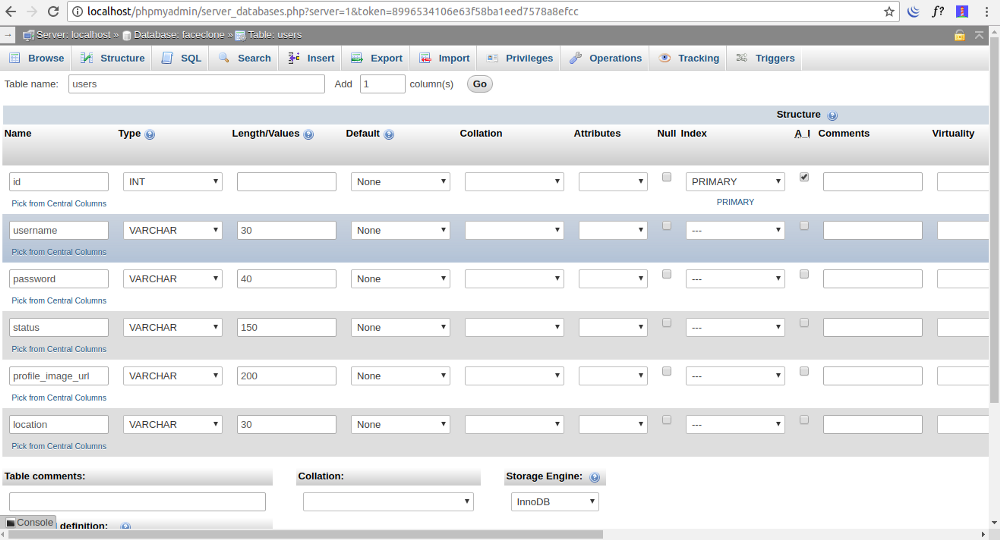 localhost/phpmyadmin/server_databases.php?server=1&token=8996534106e63f58ba1eed7578a8efcc
f?
Server: localhost » Database: faceclone » Table: users
Browse Structure SQL Search Insert Export Import Privileges Operations Tracking Triggers
Table name: users Add 1 column(s) Go
Structure
Name Type Length/Values Default Collation Attributes Null Index A_I Comments Virtuality
id INT None PRIMARY
Pick from Central Columns PRIMARY
username VARCHAR 30 None ---
Pick from Central Columns
password VARCHAR 40 None ---
Pick from Central Columns
status VARCHAR 150 None ---
Pick from Central Columns
profile_image_url VARCHAR 200 None ---
Pick from Central Columns
location VARCHAR 30 None ---
Pick from Central Columns
Table comments: Collation: Storage Engine:
InnoDB
Console definition: